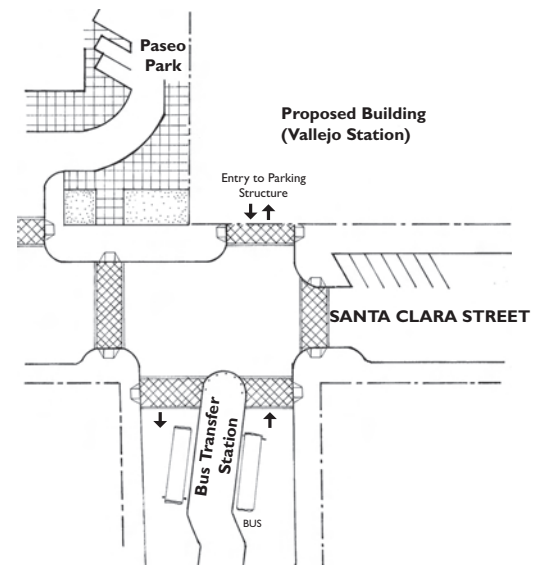 Paseo
Park
Proposed Building
(Vallejo Station)
Entry to Parking
Structure
SANTA CLARA STREET
Bus Transfer
Station
BUS